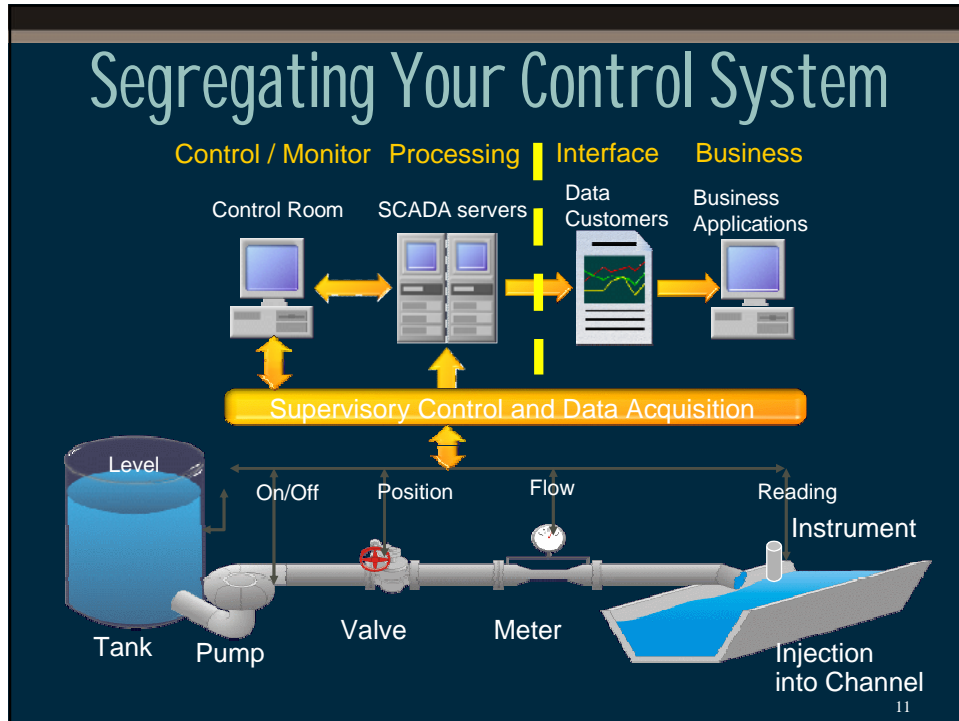 Segregating Your Control System
Control / Monitor Processing Interface Business
Control Room
SCADA servers
Data
Customers
Business
Applications
Supervisory Control and Data Acquisition
Level
On/Off
Position
Flow
Reading
Instrument
Tank
Pump
Valve
Meter
Injection
into Channel
11